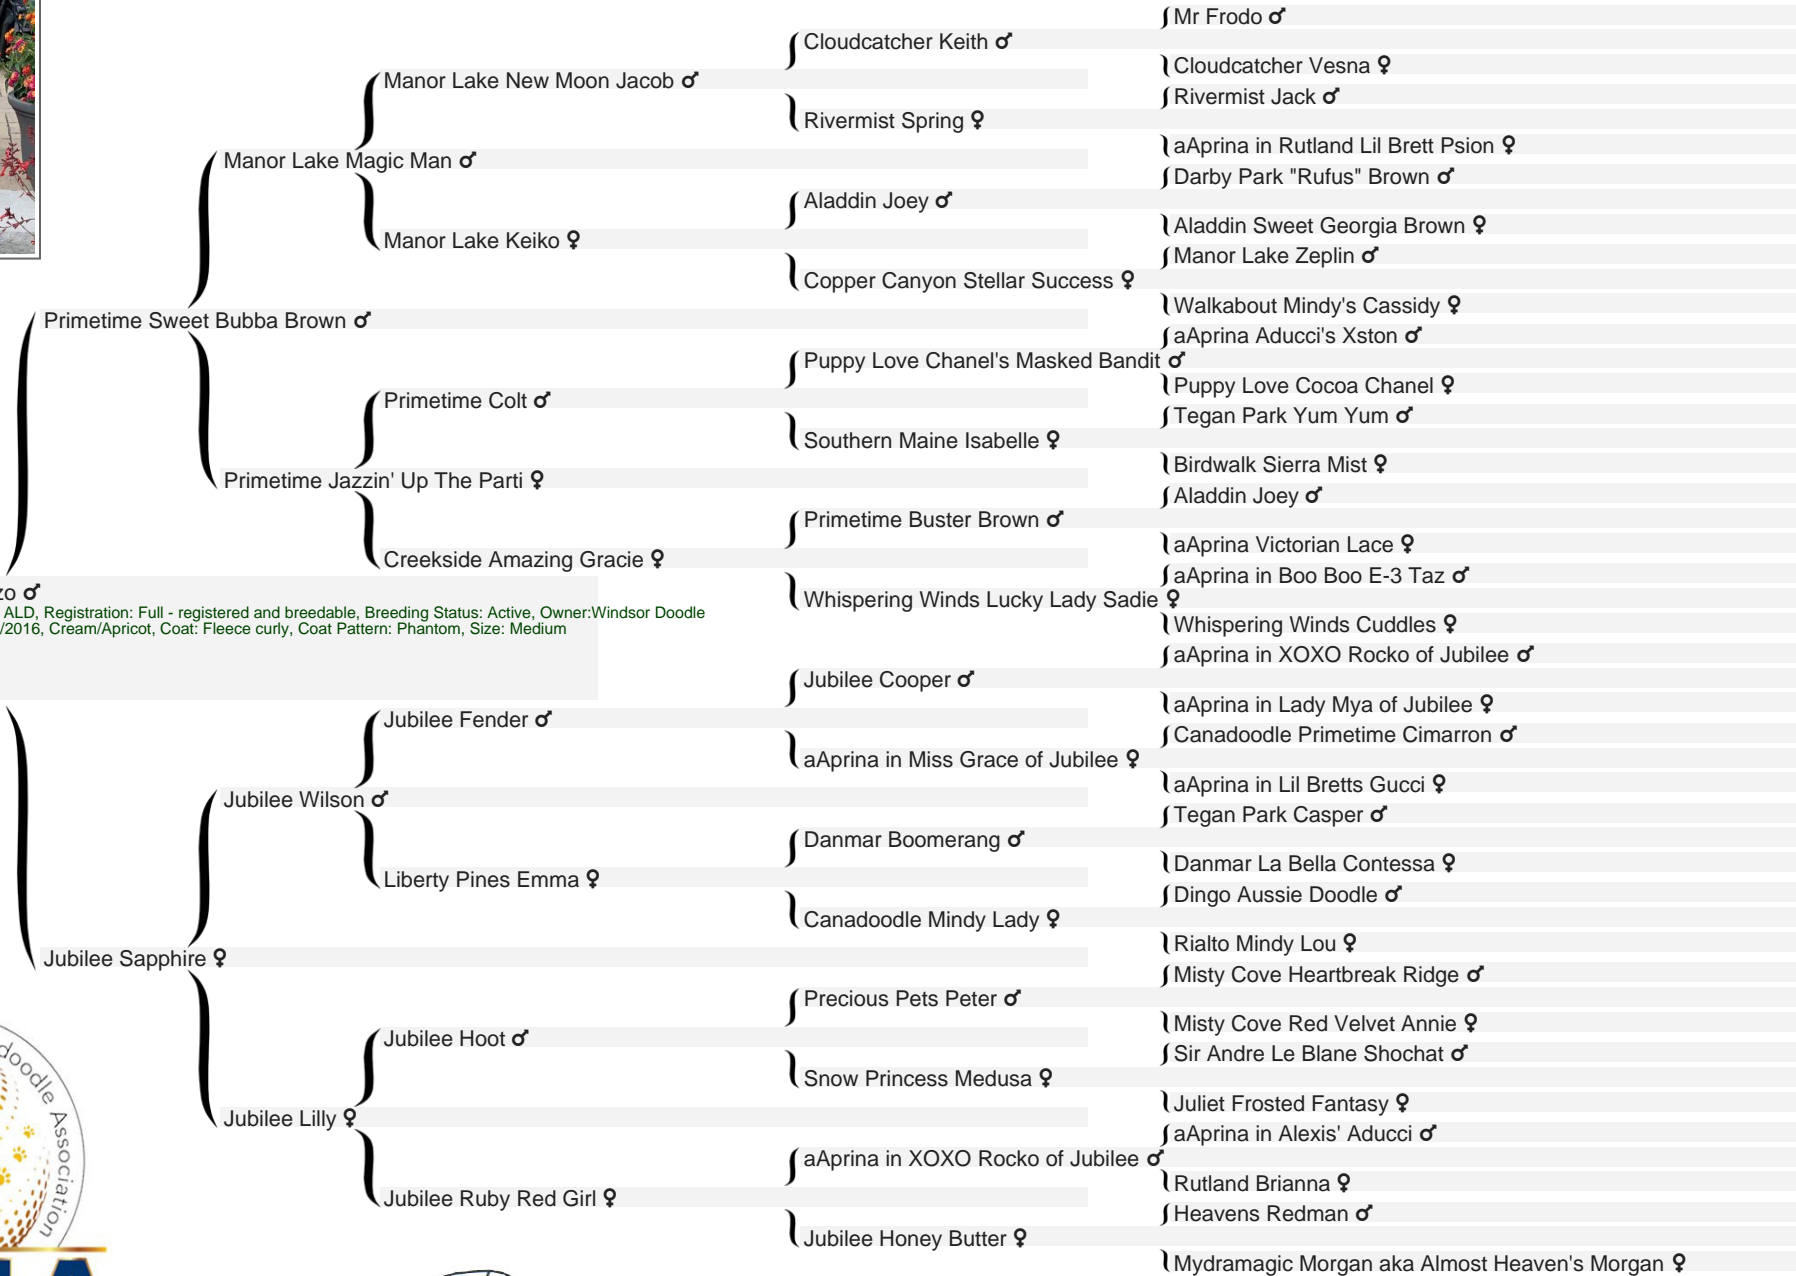 Mr Frodo ♂
Cloudcatcher Keith ♂
Cloudcatcher Vesna ♀
Manor Lake New Moon Jacob ♂
Rivermist Jack ♂
Rivermist Spring ♀
aAprina in Rutland Lil Brett Psion ♀
Manor Lake Magic Man ♂
Darby Park "Rufus" Brown ♂
Aladdin Joey ♂
Aladdin Sweet Georgia Brown ♀
Manor Lake Keiko ♀
Manor Lake Zeplin ♂
Copper Canyon Stellar Success ♀
Walkabout Mindy's Cassidy ♀
Primetime Sweet Bubba Brown ♂
aAprina Aducci's Xston ♂
Puppy Love Chanel's Masked Bandit ♂
Puppy Love Cocoa Chanel ♀
Primetime Colt ♂
Tegan Park Yum Yum ♂
Southern Maine Isabelle ♀
Birdwalk Sierra Mist ♀
Primetime Jazzin' Up The Parti ♀
Aladdin Joey ♂
Primetime Buster Brown ♂
aAprina Victorian Lace ♀
Creekside Amazing Gracie ♀
aAprina in Boo Boo E-3 Taz ♂
zo ♂
Whispering Winds Lucky Lady Sadie ♀
ALD, Registration: Full - registered and breedable, Breeding Status: Active, Owner:Windsor Doodle
/2016, Cream/Apricot, Coat: Fleece curly, Coat Pattern: Phantom, Size: Medium
Whispering Winds Cuddles ♀
aAprina in XOXO Rocko of Jubilee ♂
Jubilee Cooper ♂
aAprina in Lady Mya of Jubilee ♀
Jubilee Fender ♂
Canadoodle Primetime Cimarron ♂
aAprina in Miss Grace of Jubilee ♀
aAprina in Lil Bretts Gucci ♀
Jubilee Wilson ♂
Tegan Park Casper ♂
Danmar Boomerang ♂
Danmar La Bella Contessa ♀
Liberty Pines Emma ♀
Dingo Aussie Doodle ♂
Canadoodle Mindy Lady ♀
Rialto Mindy Lou ♀
Jubilee Sapphire ♀
Misty Cove Heartbreak Ridge ♂
Precious Pets Peter ♂
Misty Cove Red Velvet Annie ♀
Jubilee Hoot ♂
Sir Andre Le Blane Shochat ♂
Snow Princess Medusa ♀
Juliet Frosted Fantasy ♀
Jubilee Lilly ♀
aAprina in Alexis' Aducci ♂
aAprina in XOXO Rocko of Jubilee ♂
Rutland Brianna ♀
Jubilee Ruby Red Girl ♀
Heavens Redman ♂
Jubilee Honey Butter ♀
Mydramagic Morgan aka Almost Heaven's Morgan ♀
doodle Association